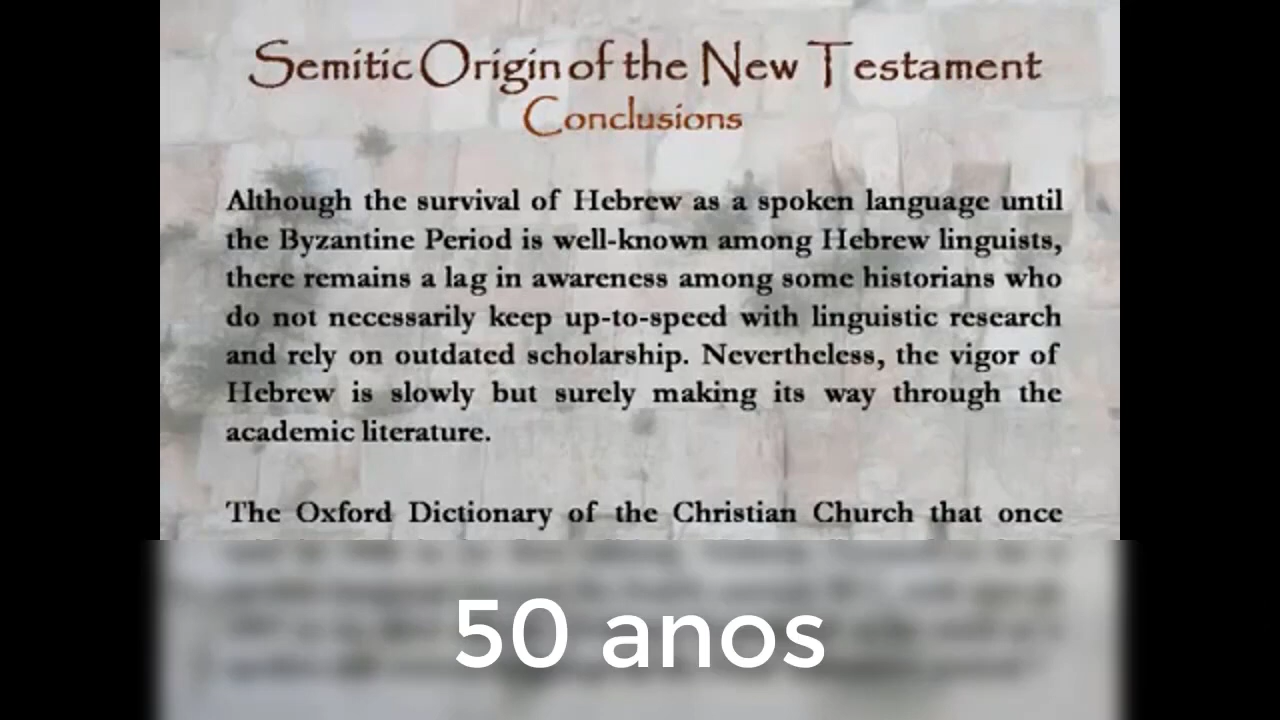 Semitic Origin of the New Testament
Conclusions
Although the survival of Hebrew as a spoken language until
the Byzantine Period is well-known among Hebrew linguists,
there remains a lag in awareness among some historians who
do not necessarily keep up-to-speed with linguistic research
and rely on outdated scholarship. Nevertheless, the vigor of
Hebrew is slowly but surely making its way through the
academic literature.
The Oxford Dictionary of the Christian Church that once
50 anos